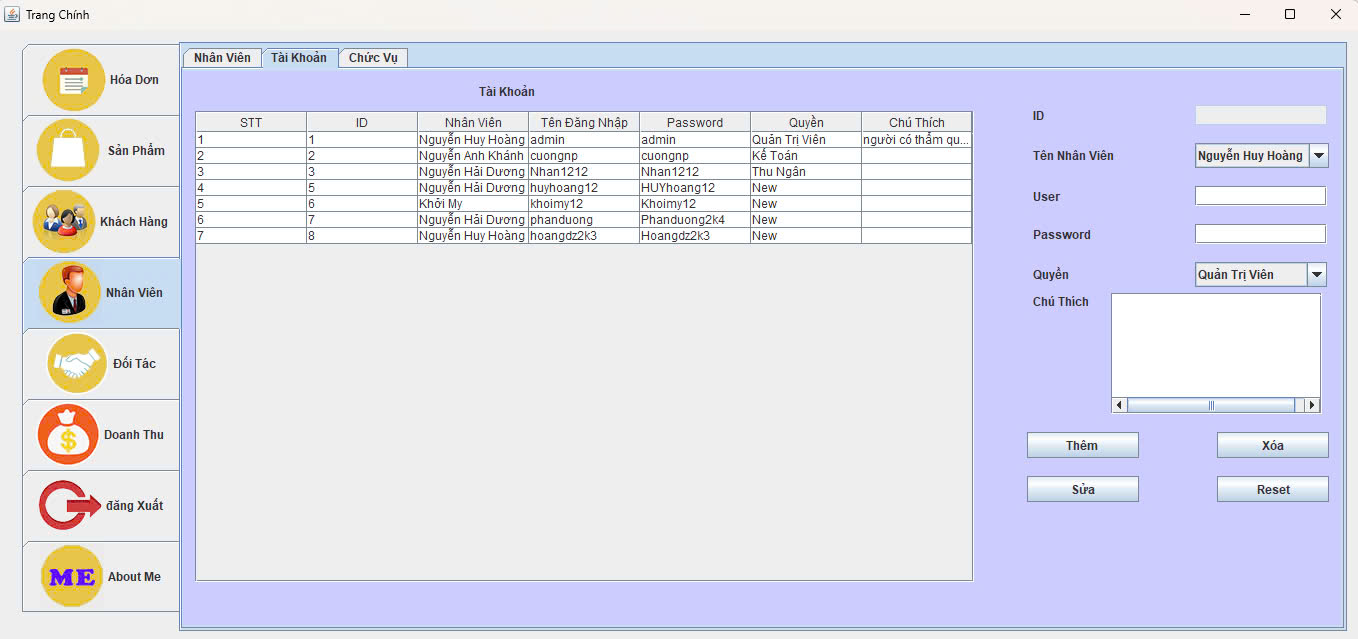 Trang Chính
Hóa Dơn
Sản Phẩm
Khách Hàng
Nhân Viên
Đối Tác
Doanh Thu
đăng Xuất
ME About Me
Nhân Viên Tài Khoản Chức Vụ
Tài Khoản
STT ID Nhân Viên Tên Đăng Nhập Password Quyền Chú Thích
1 1 Nguyễn Huy Hoàng admin admin Quản Trị Viên người có thẩm qu...
2 2 Nguyễn Anh Khánh cuongnp cuongnp Kế Toán
3 3 Nguyễn Hải Dương Nhan1212 Nhan1212 Thu Ngân
4 5 Nguyễn Huy Hoàng huyhoang12 HUYhoang12 New
5 6 Khởi My khoimy12 Khoimy12 New
6 7 Nguyễn Hải Dương phanduong Phanduong2k4 New
7 8 Nguyễn Huy Hoàng hoangdz2k3 Hoangdz2k3 New
ID
Tên Nhân Viên Nguyễn Huy Hoàng
User
Password
Quyền Quản Trị Viên
Chú Thích
Thêm Xóa
Sửa Reset